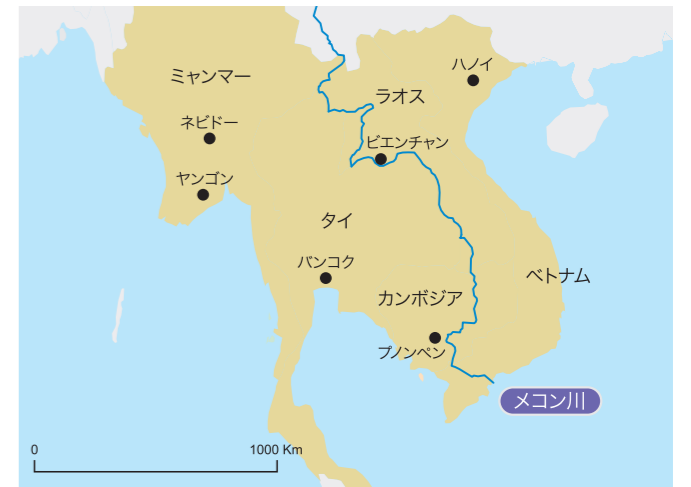 ハノイ
ミャンマー
ラオス
ネピドー
ビエンチャン
ヤンゴン
タイ
バンコク
ベトナム
カンボジア
プノンペン
メコン川
0
1000 Km